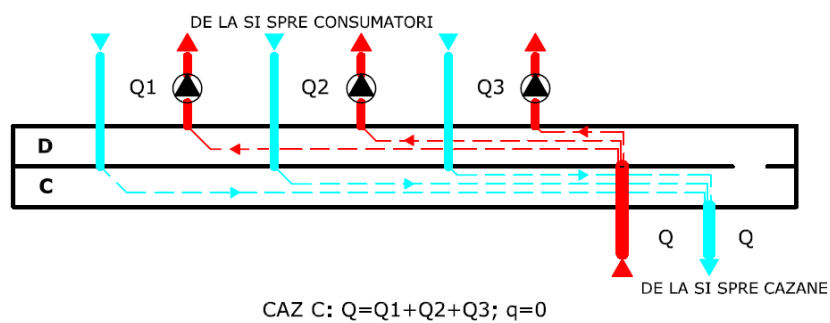 DE LA SI SPRE CONSUMATORI
Q1
Q2
Q3
D
C
Q
Q
DE LA SI SPRE CAZANE
CAZ C: Q=Q1+Q2+Q3; q=0